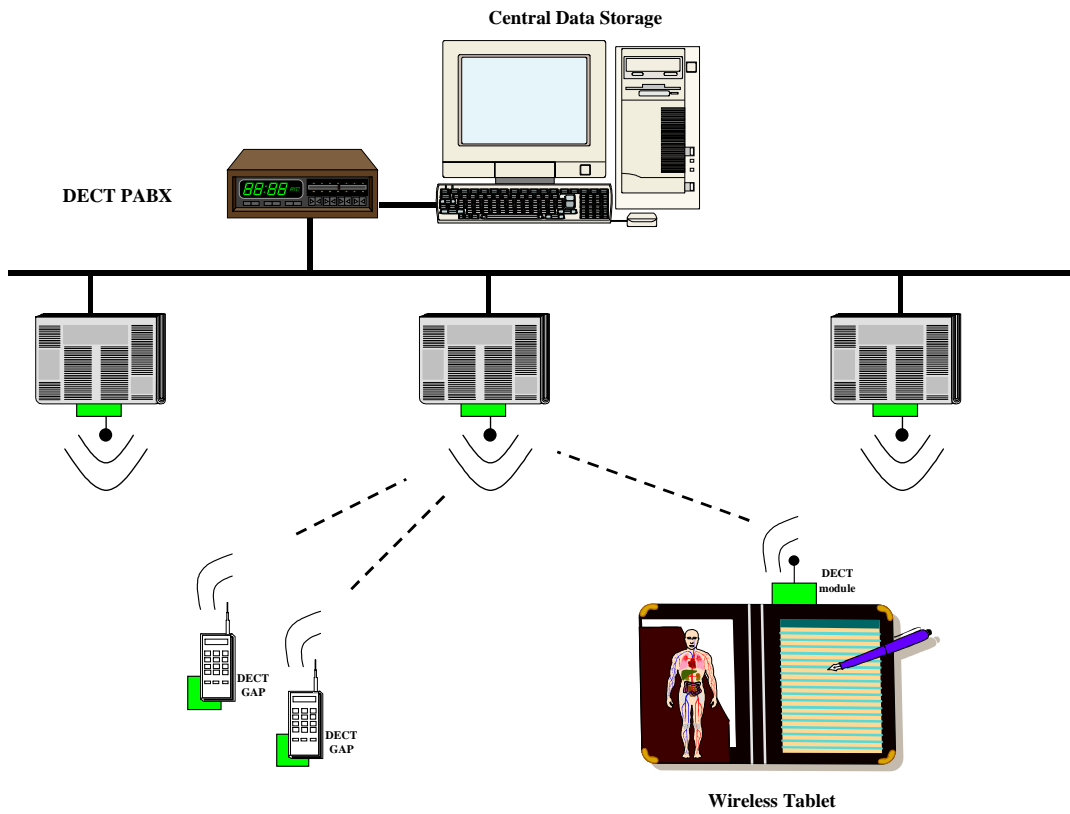 Central Data Storage
DECT PABX
88:88
DECT
module
DECT
GAP
DECT
GAP
Wireless Tablet